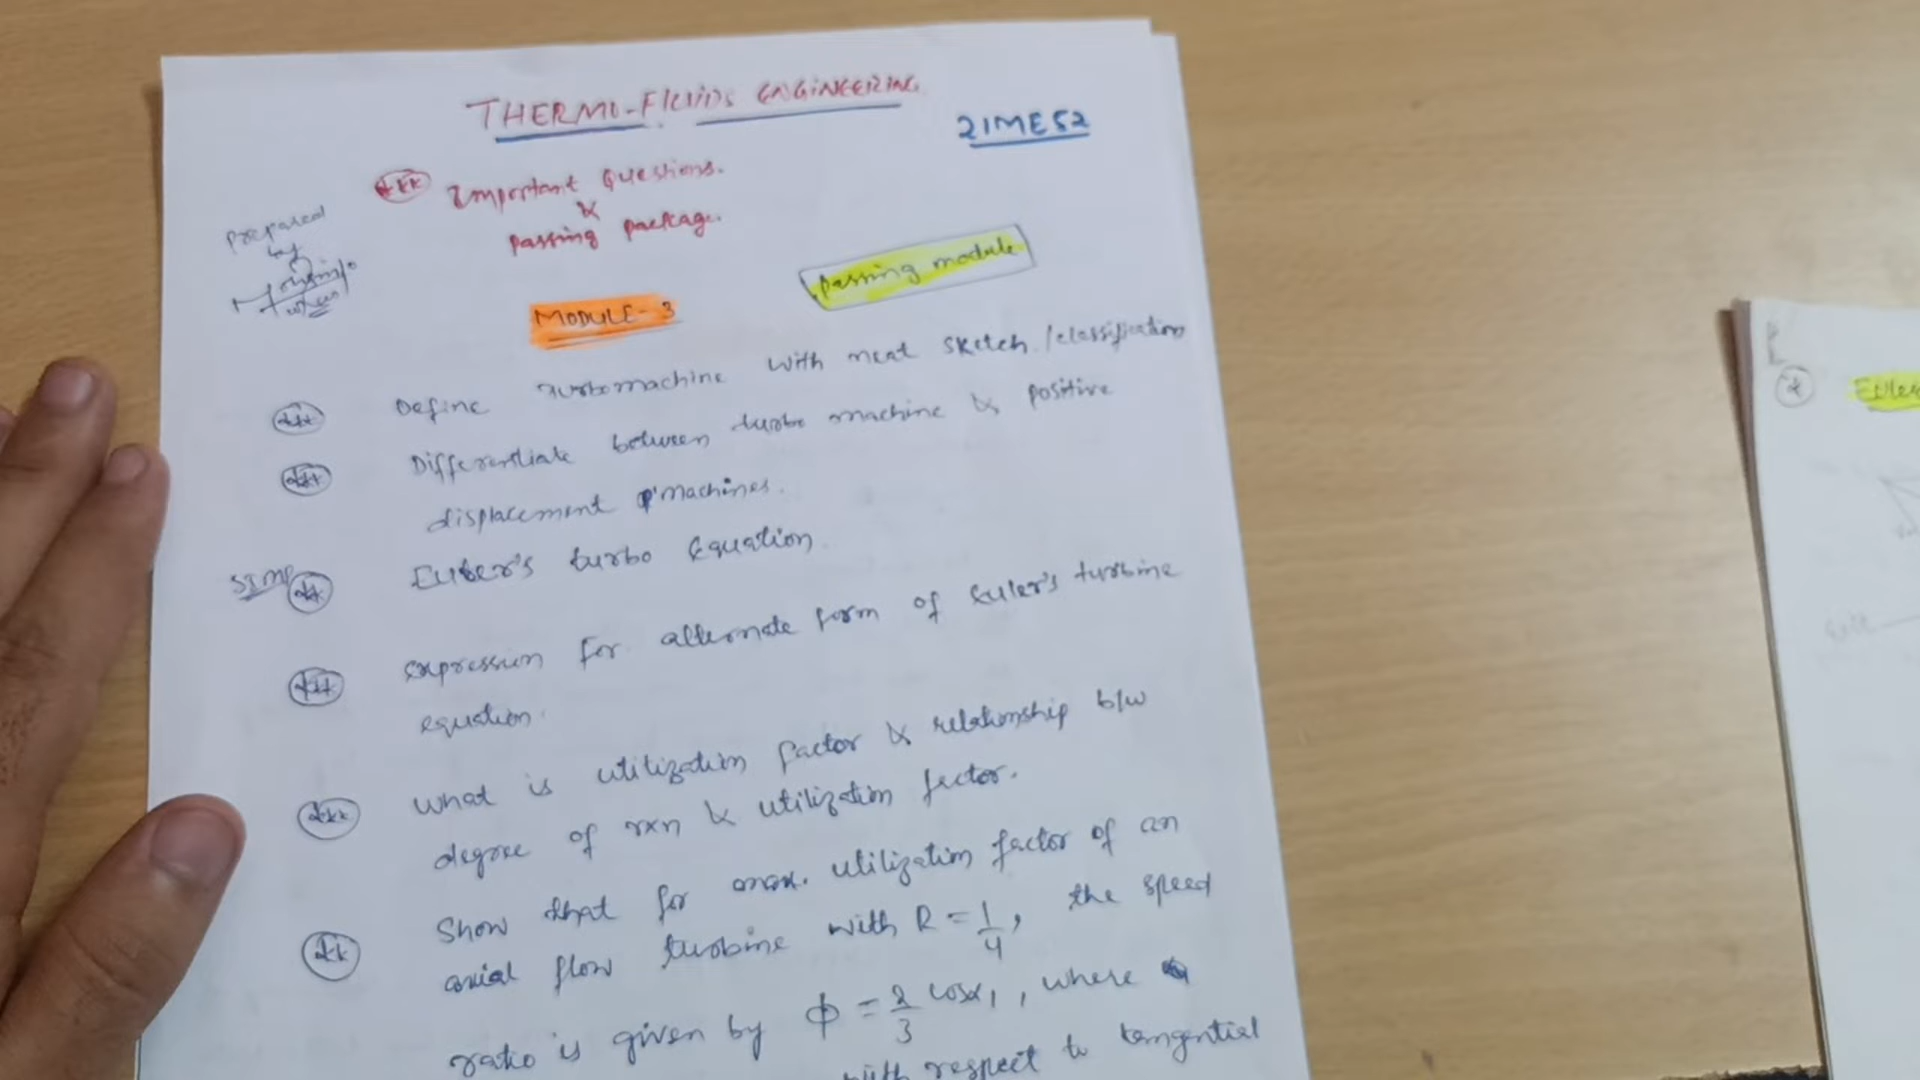 THERMO-FlUiDS ENGiNEERING
21ME52
Important Questions.
&
passing package.
prepared
by
passing module
MODULE-3
Define turbomachine with neat sketch/classification
Differentiate between turbo machine & positive
displacement machines.
SIMP
Euler's turbo Equation.
expression for alternate form of Euler's turbine
equation.
what is utilization factor & relationship b/w
degree of rxn & utilization factor.
Show that for max. utilization factor of an
axial flow turbine with R = 1/4, the speed
ratio is given by ϕ = 2/3 cosα1, where
with respect to tangential